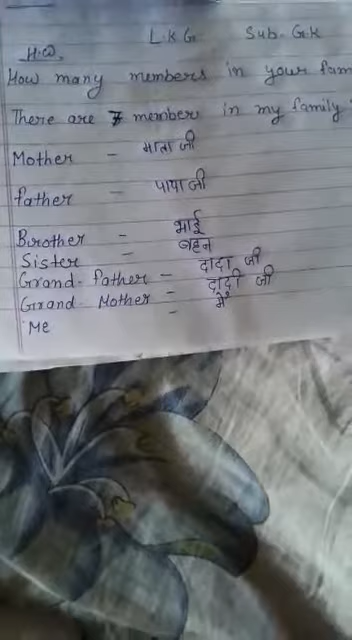 L.K.G Sub. G.K
H.W.
How many members in your fam
There are 7 member in my family
Mother - माता जी
Father - पापा जी
Brother - भाई
Sister - बहन
Grand-Father - दादा जी
Grand-Mother - दादी जी
Me - मैं